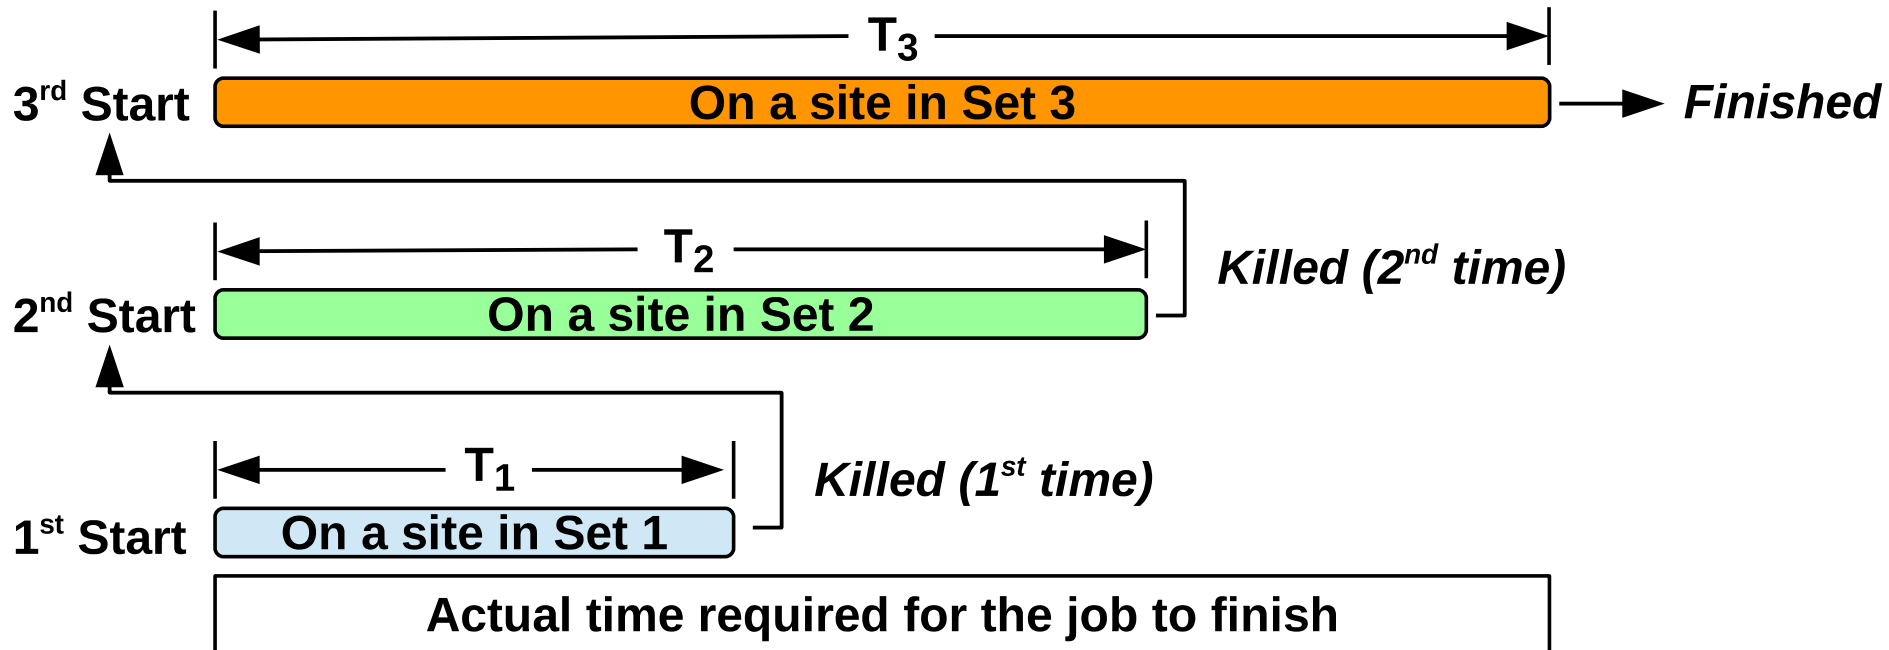 T3
3rd Start
On a site in Set 3
Finished
T2
Killed (2nd time)
2nd Start
On a site in Set 2
T1
Killed (1st time)
1st Start
On a site in Set 1
Actual time required for the job to finish